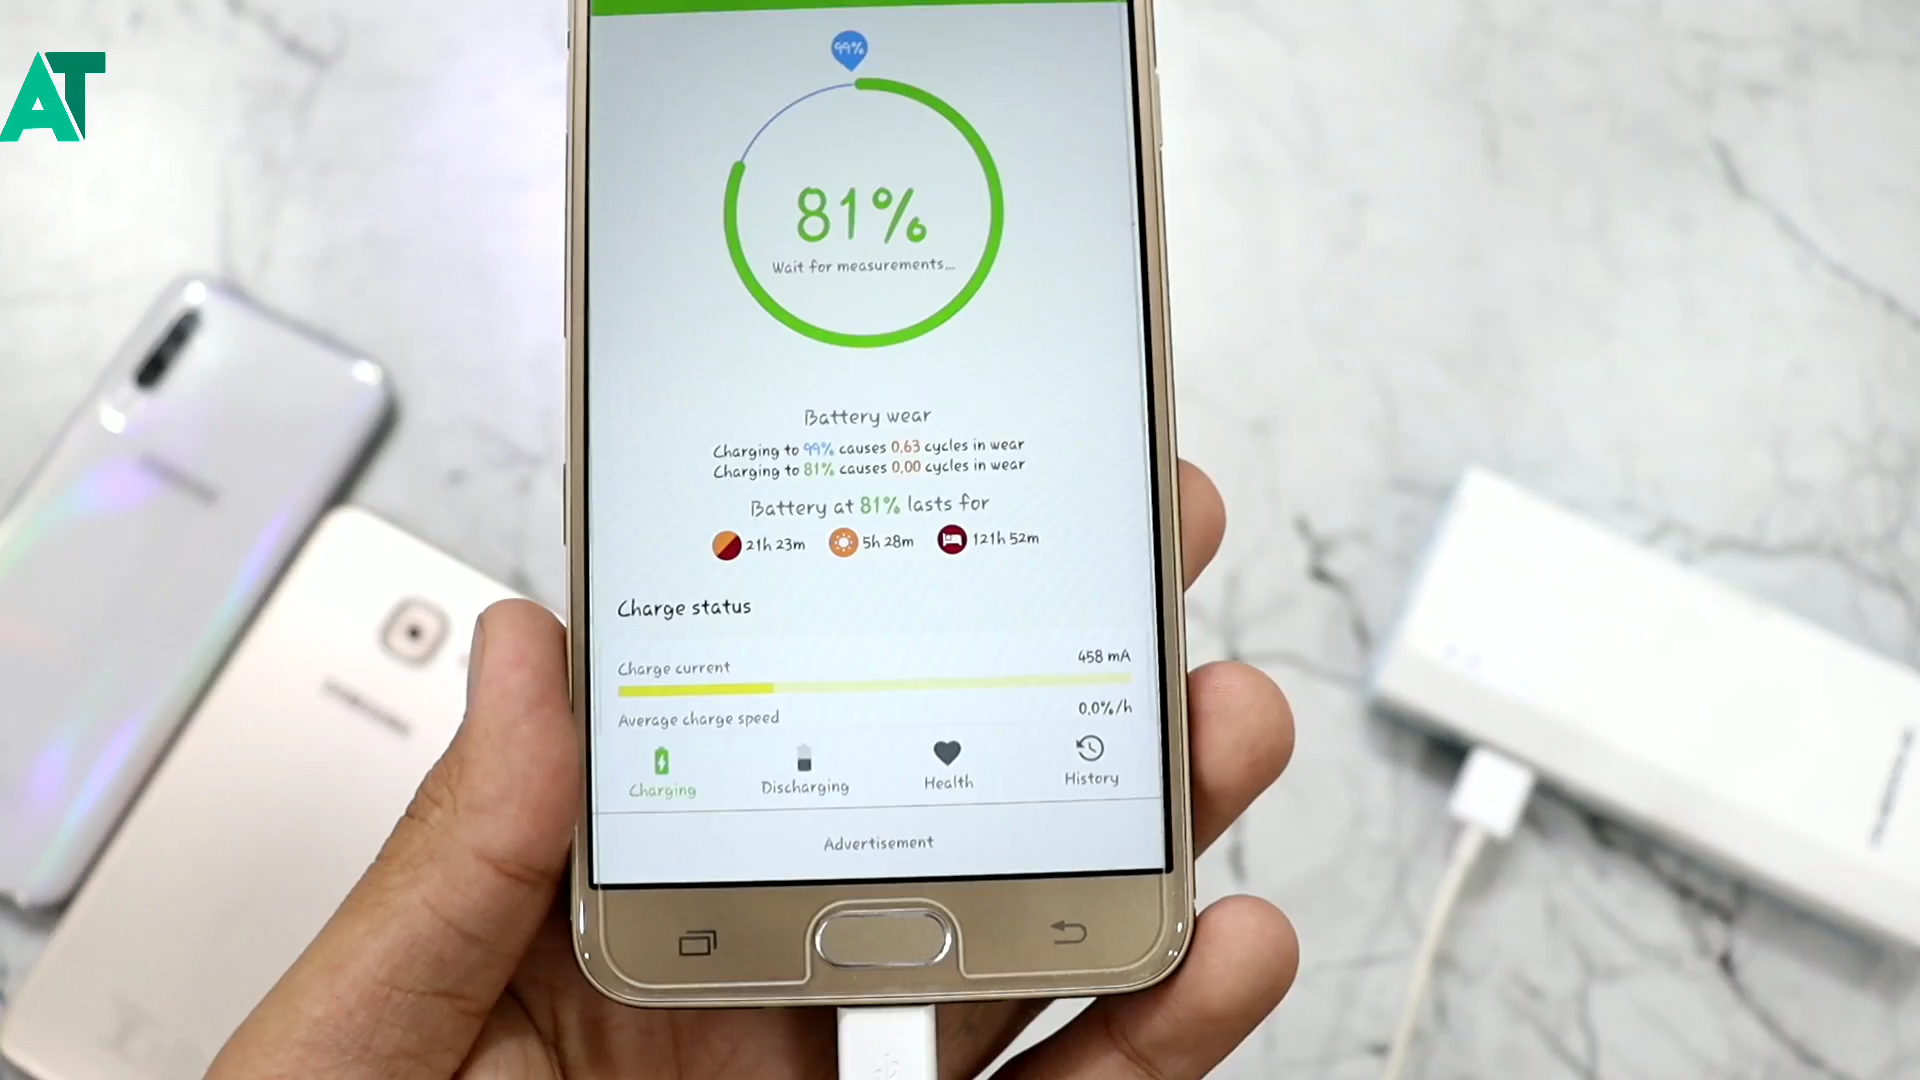 AT
99%
81%
Wait for measurements...
Battery wear
Charging to 99% causes 0.63 cycles in wear
Charging to 81% causes 0.00 cycles in wear
Battery at 81% lasts for
21h 23m 5h 28m 121h 52m
Charge status
Charge current 458 mA
Average charge speed 0.0%/h
Charging Discharging Health History
Advertisement